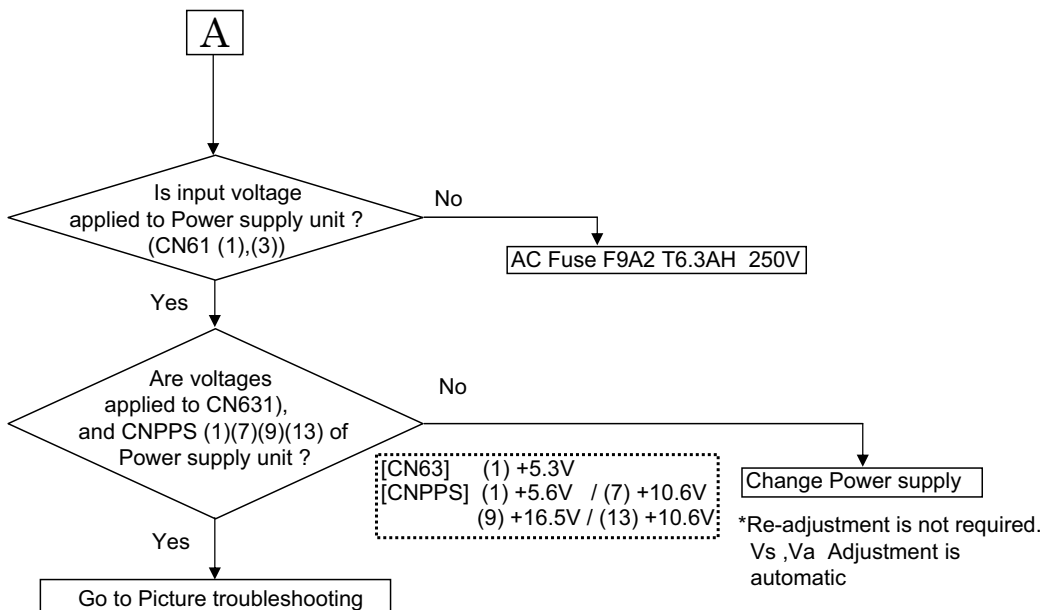 A
Is input voltage
applied to Power supply unit ?
(CN61 (1),(3))
No
AC Fuse F9A2 T6.3AH 250V
Yes
Are voltages
applied to CN631),
and CNPPS (1)(7)(9)(13) of
Power supply unit ?
No
[CN63] (1) +5.3V
[CNPPS] (1) +5.6V / (7) +10.6V
(9) +16.5V / (13) +10.6V
Change Power supply
*Re-adjustment is not required.
Vs ,Va Adjustment is
automatic
Yes
Go to Picture troubleshooting